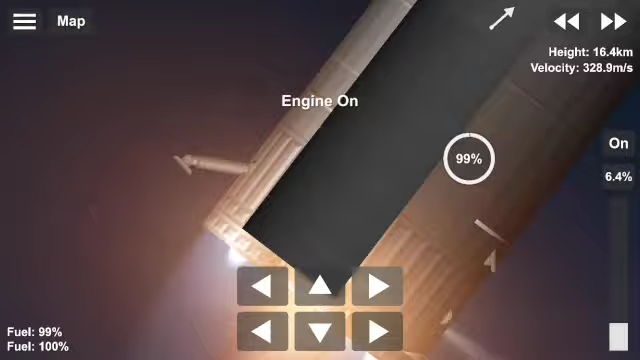 Map
Height: 16.4km
Velocity: 328.9m/s
Engine On
On
99%
6.4%
Fuel: 99%
Fuel: 100%